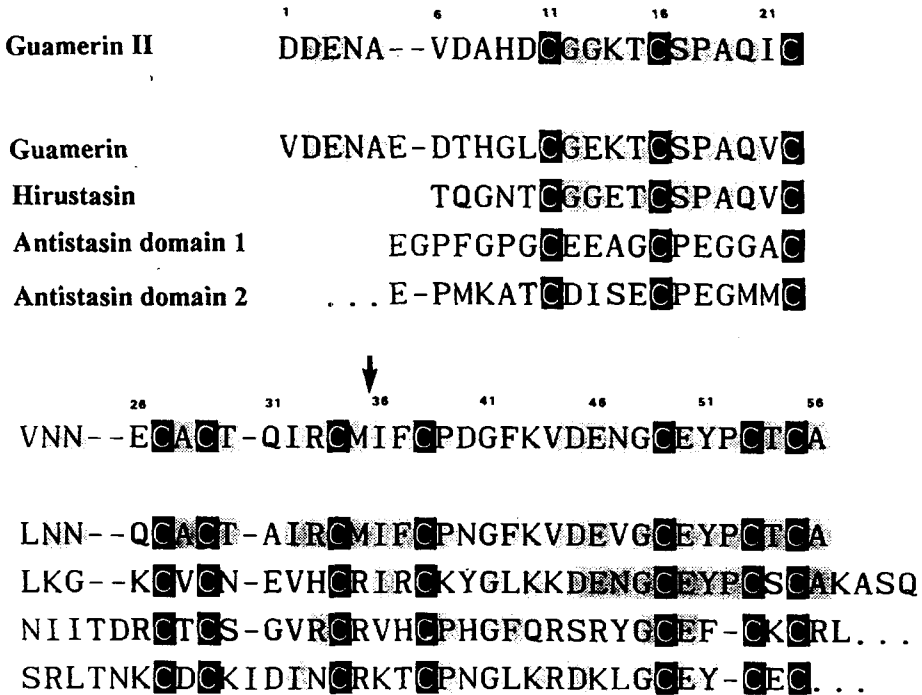 1 6 11 16 21
Guamerin II DDENA--VDAHDCGGKTCSPAQIC
Guamerin VDENAE-DTHGLCGEKTCSPAQVC
Hirustasin TQGNTCGGETCSPAQVC
Antistasin domain 1 EGPFGPGCEEAGCPEGGAC
Antistasin domain 2 ...E-PMKATCDISECPEGMMC
26 31 36 41 46 51 56
VNN--ECACT-QIRCMIFCPDGFKVDENGCEYPCTCA
LNN--QCACT-AIRCMIFCPNGFKVDEVGCEYPCTCA
LKG--KCVCN-EVHCRIRCKYGLKKDENGCEYPCSCAKASQ
NIITDRCTCS-GVRCRVHCPHGFQRSRYGCEF-CKCRL...
SRLTNKCDCKIDINCRKTCPNGLKRDKLGCEY-CEC...